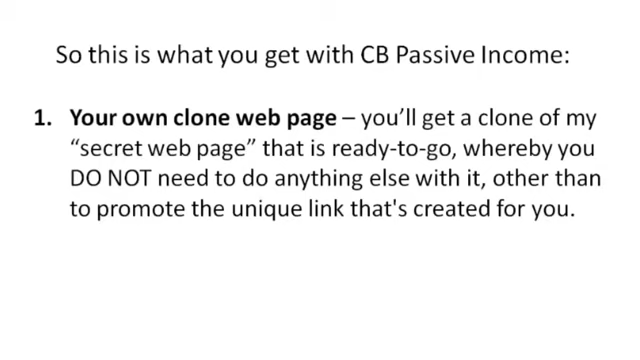 So this is what you get with CB Passive Income:
1. Your own clone web page – you'll get a clone of my
“secret web page” that is ready-to-go, whereby you
DO NOT need to do anything else with it, other than
to promote the unique link that's created for you.